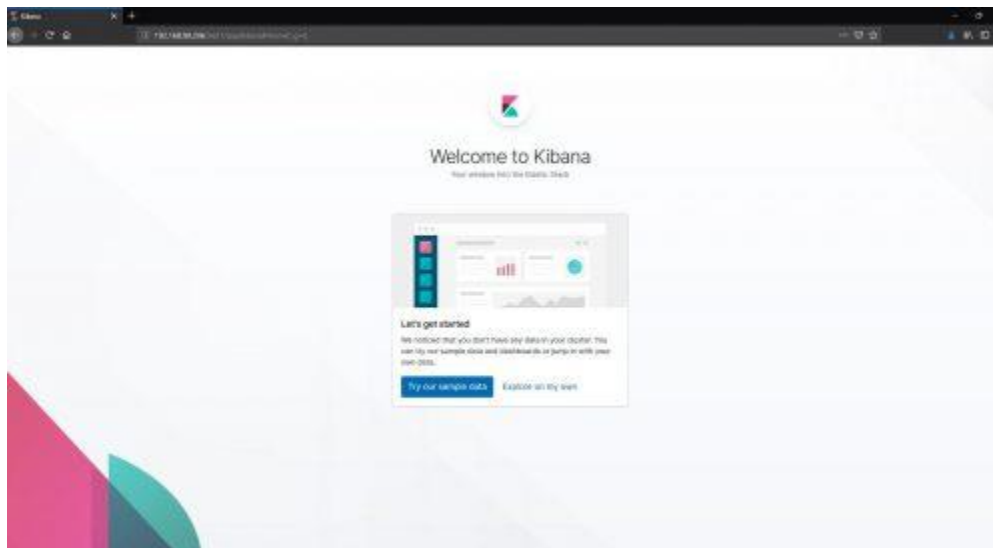 Kibana
Welcome to Kibana
Your window into the Elastic Stack
Let's get started
We noticed that you don't have any data in your cluster. You
can try our sample data and dashboards or jump in with your
own data.
Try our sample data
Explore on my own